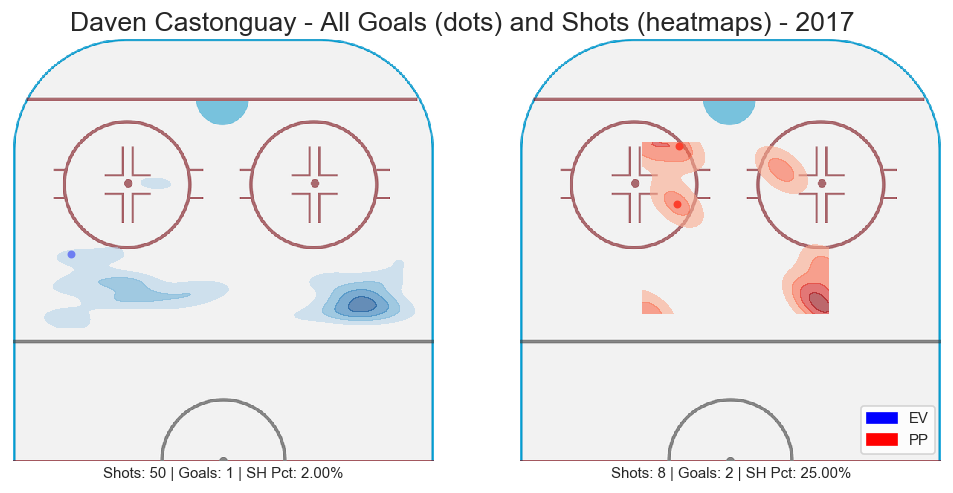 Daven Castonguay - All Goals (dots) and Shots (heatmaps) - 2017
EV
PP
Shots: 50 | Goals: 1 | SH Pct: 2.00%
Shots: 8 | Goals: 2 | SH Pct: 25.00%